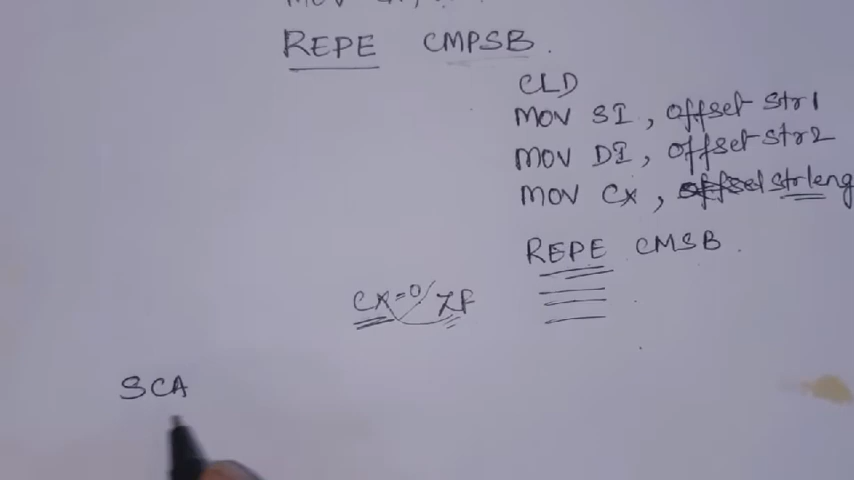 REPE CMPSB.
CLD
MOV SI, offset str1
MOV DI, offset str2
MOV CX, offset strleng
REPE CMSB.
CX=0/ZF
SCA